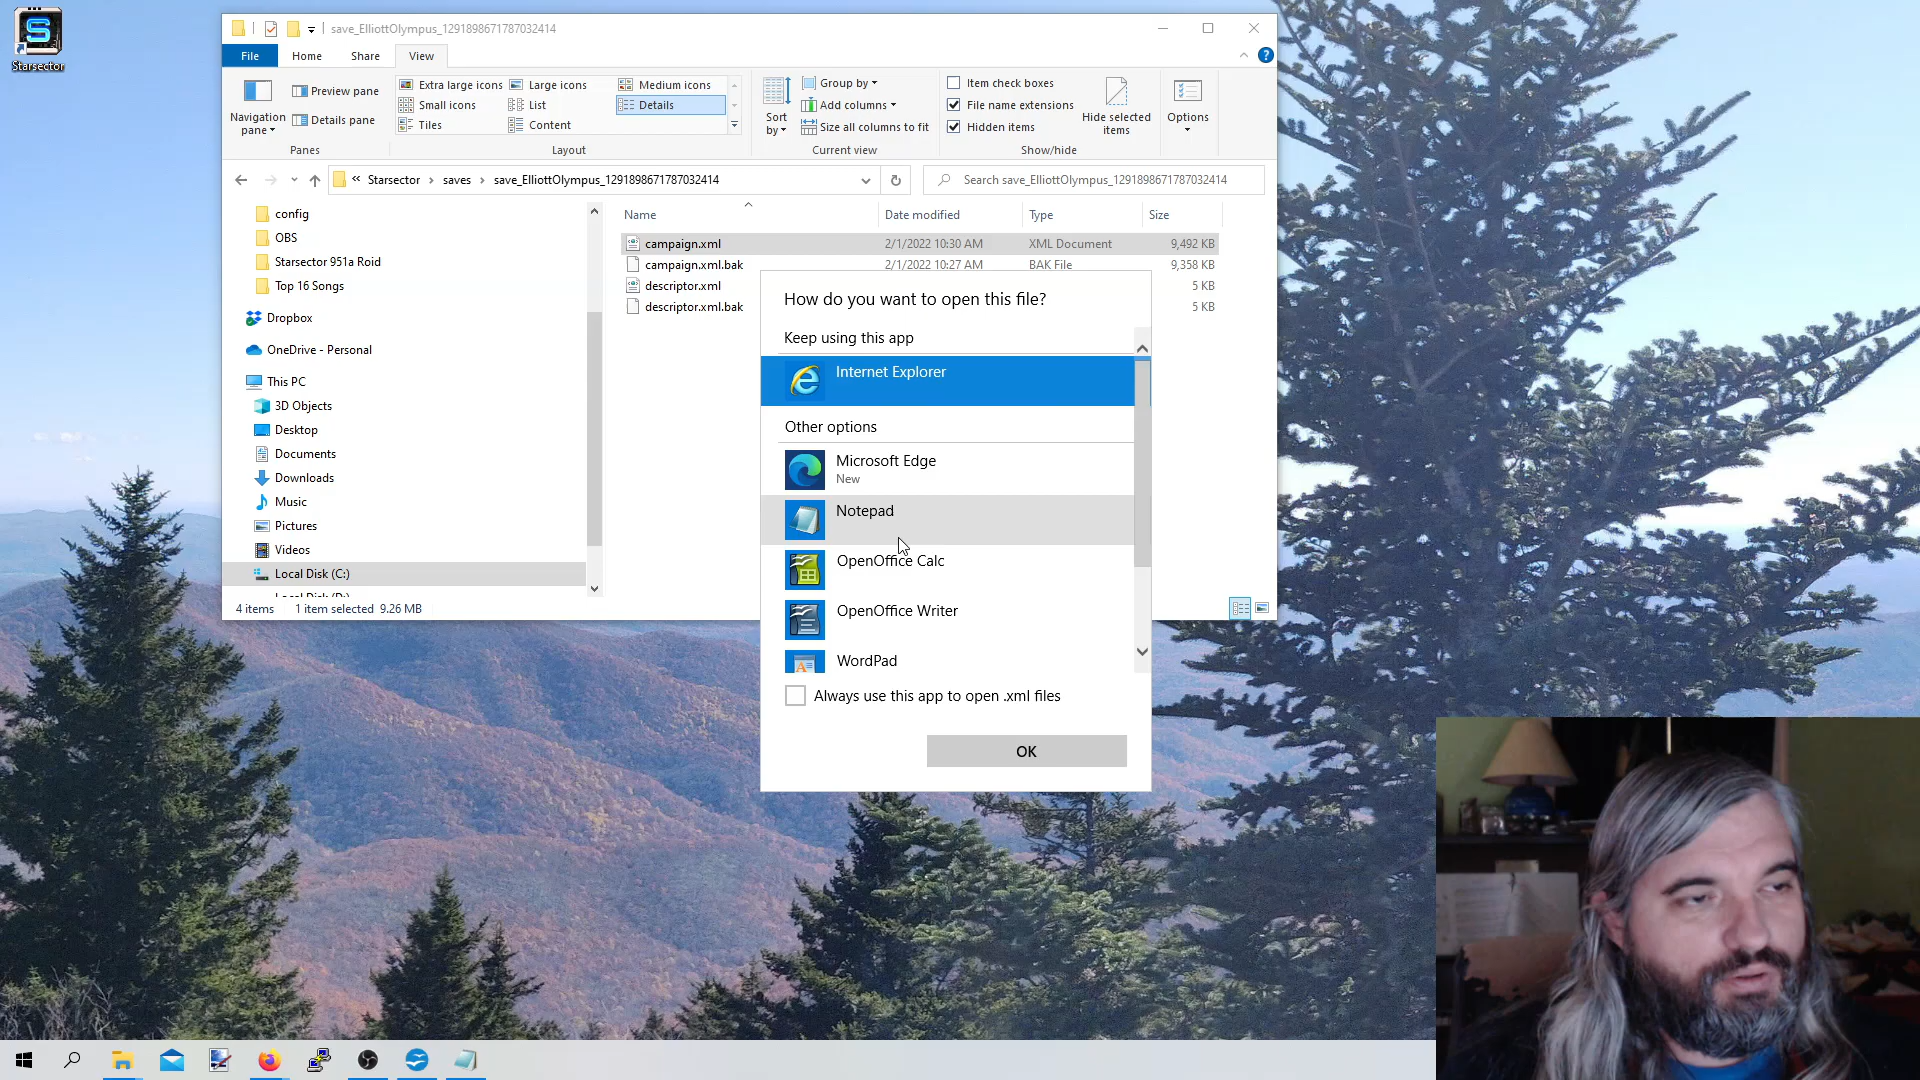 Starsector
save_ElliottOlympus_1291898671787032414
File
Home
Share
View
Navigation pane
Preview pane
Details pane
Panes
Extra large icons
Large icons
Medium icons
Small icons
List
Details
Tiles
Content
Layout
Sort by
Group by
Add columns
Size all columns to fit
Current view
Item check boxes
File name extensions
Hidden items
Hide selected items
Show/hide
Options
« Starsector › saves › save_ElliottOlympus_1291898671787032414
Search save_ElliottOlympus_1291898671787032414
config
OBS
Starsector 951a Roid
Top 16 Songs
Dropbox
OneDrive - Personal
This PC
3D Objects
Desktop
Documents
Downloads
Music
Pictures
Videos
Local Disk (C:)
Local Disk (D:)
Name Date modified Type Size
campaign.xml 2/1/2022 10:30 AM XML Document 9,492 KB
campaign.xml.bak 2/1/2022 10:27 AM BAK File 9,358 KB
descriptor.xml 5 KB
descriptor.xml.bak 5 KB
4 items 1 item selected 9.26 MB
How do you want to open this file?
Keep using this app
Internet Explorer
Other options
Microsoft Edge
New
Notepad
OpenOffice Calc
OpenOffice Writer
WordPad
Always use this app to open .xml files
OK